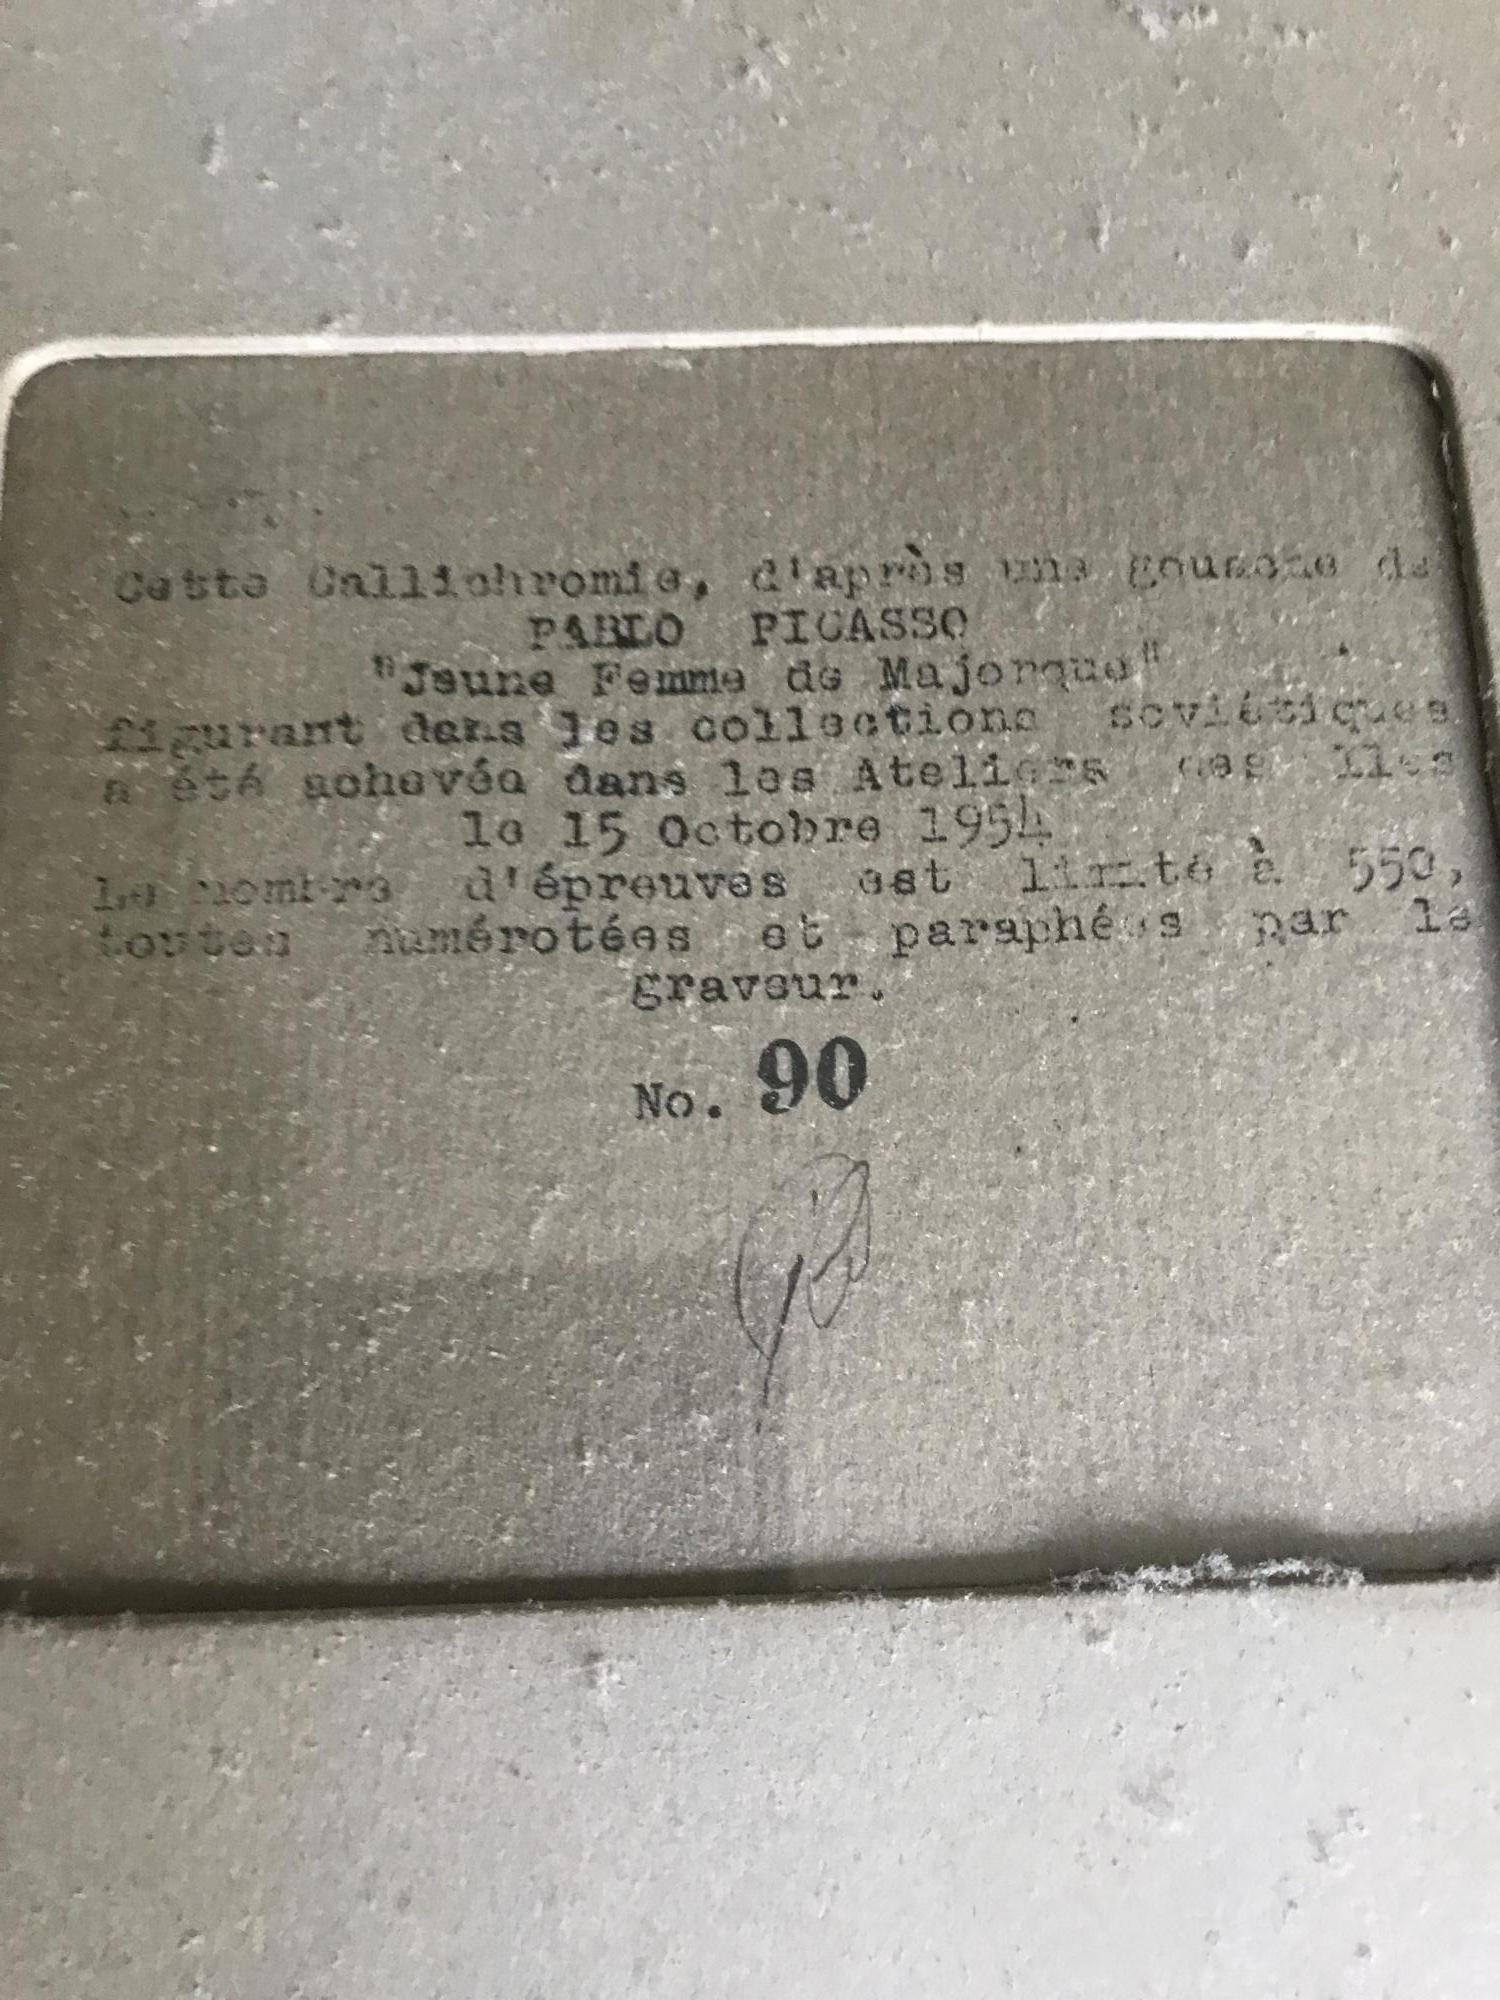 Cette Callichromie, d'après une gouache de
PABLO PICASSO
"Jeune Femme de Majorque"
figurant dans les collections soviétiques
a été achevée dans les Ateliers des Iles
le 15 Octobre 1954
Le nombre d'épreuves est limité à 550,
toutes numérotées et paraphées par le
graveur.
No. 90